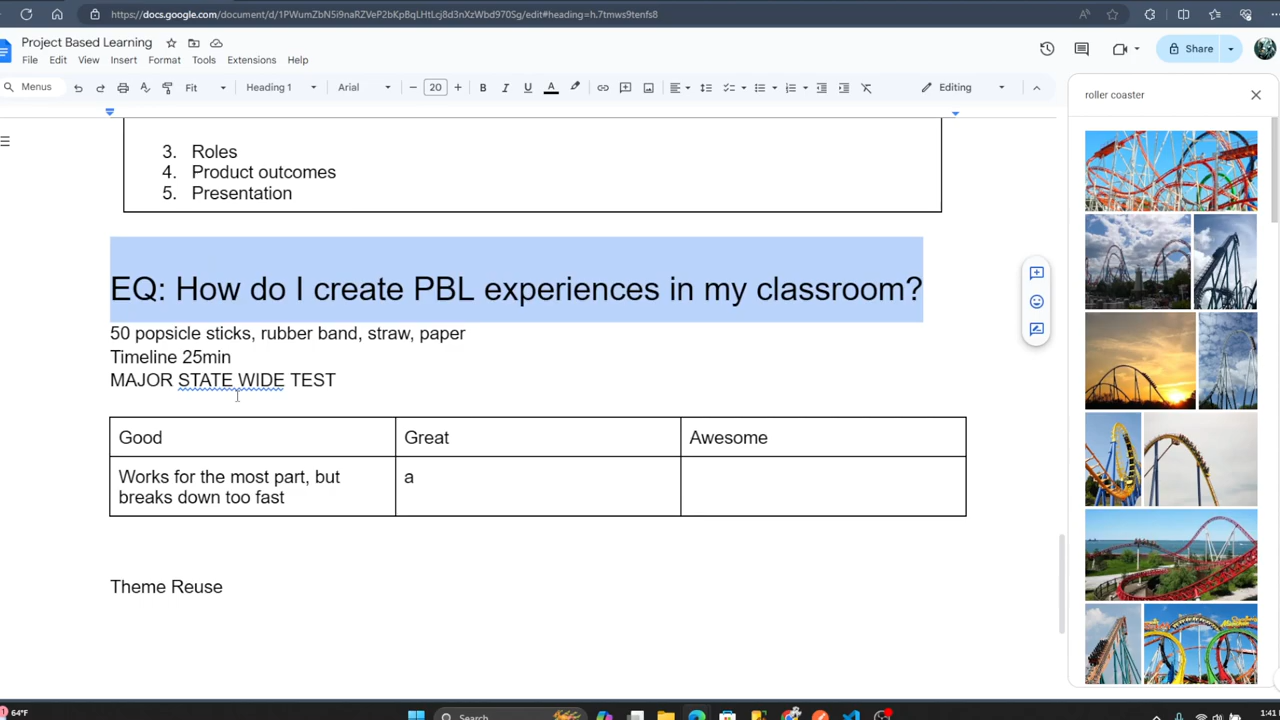 https://docs.google.com/document/d/1PWumZbN5i9naRZVeP2bKpBqLHtLcj8d3nXzWbd970Sg/edit#heading=h.7tmws9tenfs8
Project Based Learning
File Edit View Insert Format Tools Extensions Help
Share
Menus
Fit
Heading 1
Arial
20
Editing
roller coaster
3. Roles
4. Product outcomes
5. Presentation
EQ: How do I create PBL experiences in my classroom?
50 popsicle sticks, rubber band, straw, paper
Timeline 25min
MAJOR STATE WIDE TEST
Good Great Awesome
Works for the most part, but a
breaks down too fast
Theme Reuse
64°F
Search
1:41